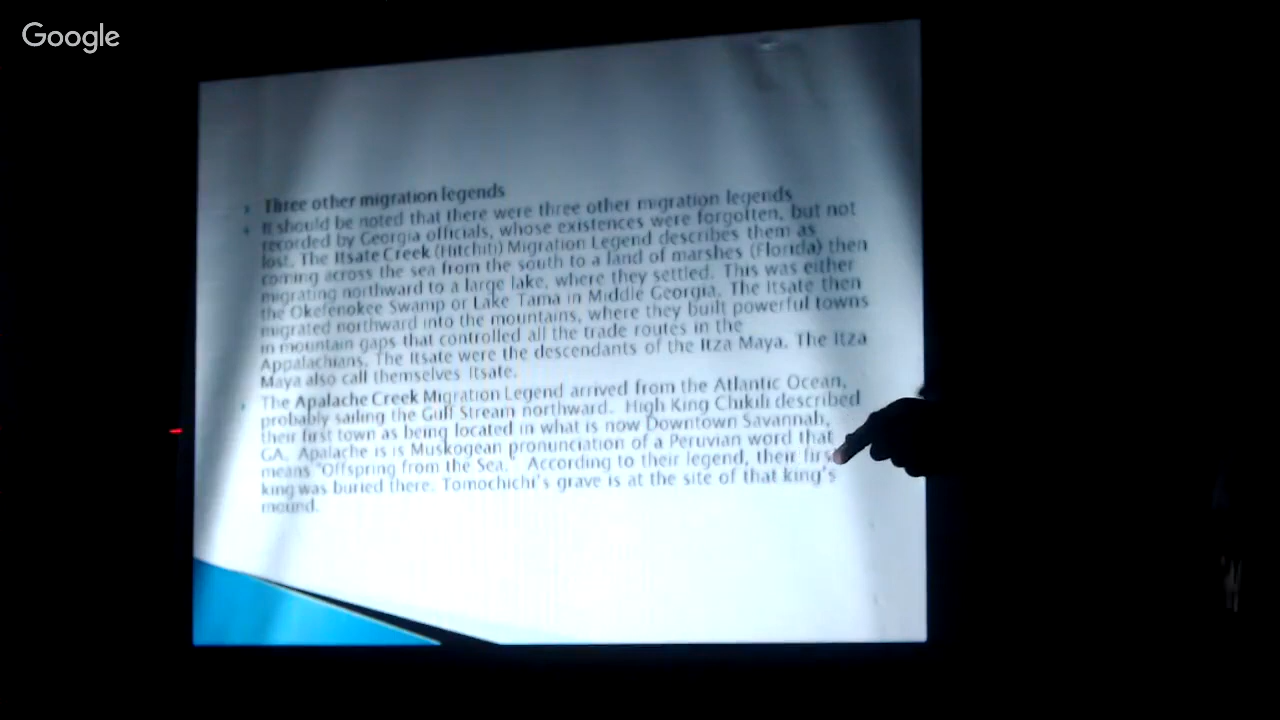 Google
Three other migration legends
It should be noted that there were three other migration legends
recorded by Georgia officials, whose existences were forgotten, but not
lost. The Itsate Creek (Hitchiti) Migration Legend describes them as
coming across the sea from the south to a land of marshes (Florida) then
migrating northward to a large lake, where they settled. This was either
the Okefenokee Swamp or Lake Tama in Middle Georgia. The Itsate then
migrated northward into the mountains, where they built powerful towns
in mountain gaps that controlled all the trade routes in the
Appalachians. The Itsate were the descendants of the Itza Maya. The Itza
Maya also call themselves Itsate.
The Apalache Creek Migration Legend arrived from the Atlantic Ocean,
probably sailing the Gulf Stream northward. High King Chikili described
their first town as being located in what is now Downtown Savannah,
GA. Apalache is is Muskogean pronunciation of a Peruvian word that
means "Offspring from the Sea." According to their legend, their firs
king was buried there. Tomochichi's grave is at the site of that king's
mound.